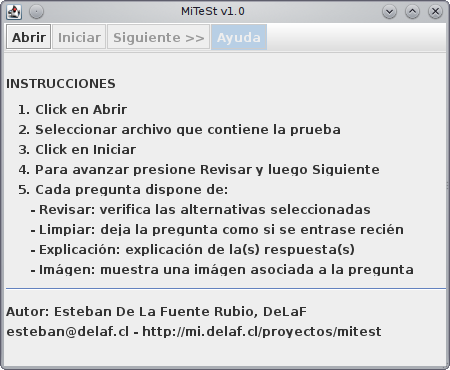 MiTeSt v1.0
Abrir Iniciar Siguiente >> Ayuda
INSTRUCCIONES
1. Click en Abrir
2. Seleccionar archivo que contiene la prueba
3. Click en Iniciar
4. Para avanzar presione Revisar y luego Siguiente
5. Cada pregunta dispone de:
- Revisar: verifica las alternativas seleccionadas
- Limpiar: deja la pregunta como si se entrase recién
- Explicación: explicación de la(s) respuesta(s)
- Imágen: muestra una imágen asociada a la pregunta
Autor: Esteban De La Fuente Rubio, DeLaF
esteban@delaf.cl - http://mi.delaf.cl/proyectos/mitest